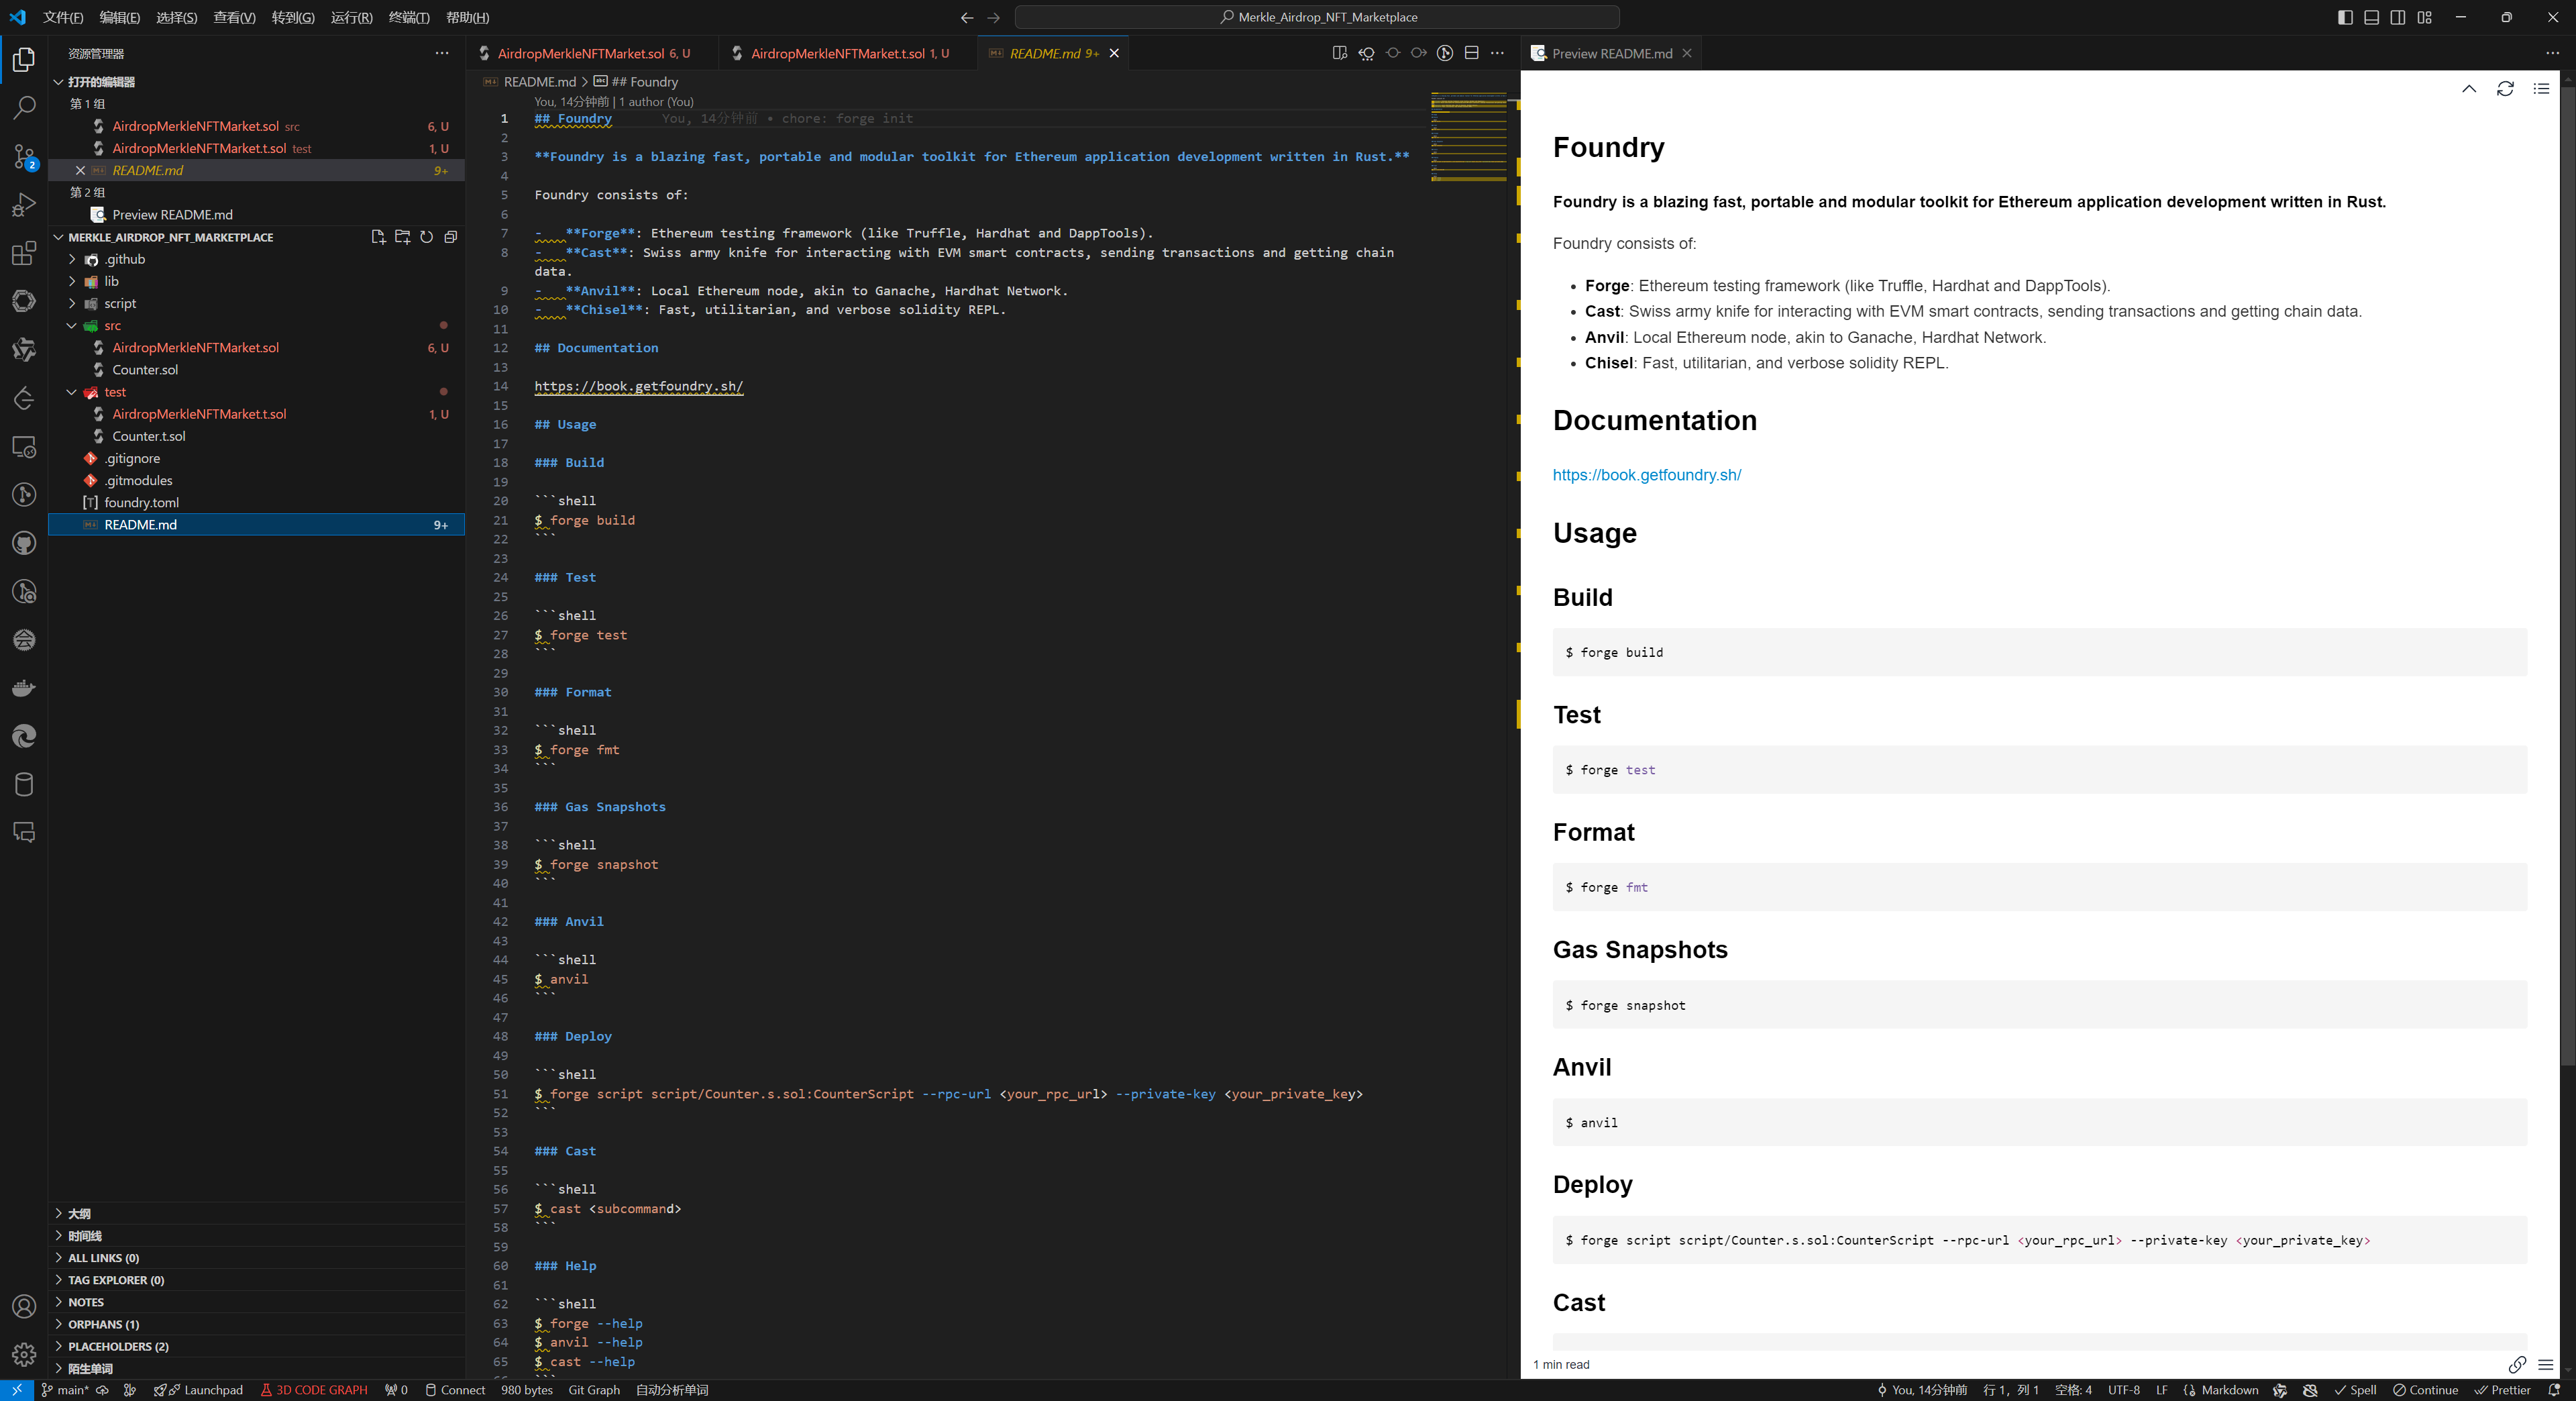 文件(F) 编辑(E) 选择(S) 查看(V) 转到(G) 运行(R) 终端(T) 帮助(H)
Merkle_Airdrop_NFT_Marketplace
资源管理器
打开的编辑器
第 1 组
AirdropMerkleNFTMarket.sol src 6, U
AirdropMerkleNFTMarket.t.sol test 1, U
README.md 9+
第 2 组
Preview README.md
MERKLE_AIRDROP_NFT_MARKETPLACE
.github
lib
script
src
AirdropMerkleNFTMarket.sol 6, U
Counter.sol
test
AirdropMerkleNFTMarket.t.sol 1, U
Counter.t.sol
.gitignore
.gitmodules
foundry.toml
README.md 9+
大纲
时间线
ALL LINKS (0)
TAG EXPLORER (0)
NOTES
ORPHANS (1)
PLACEHOLDERS (2)
陌生单词
2
AirdropMerkleNFTMarket.sol 6, U AirdropMerkleNFTMarket.t.sol 1, U README.md 9+
README.md > ## Foundry
You, 14分钟前 | 1 author (You)
1 ## Foundry You, 14分钟前 • chore: forge init
2
3 **Foundry is a blazing fast, portable and modular toolkit for Ethereum application development written in Rust.**
4
5 Foundry consists of:
6
7 - **Forge**: Ethereum testing framework (like Truffle, Hardhat and DappTools).
8 - **Cast**: Swiss army knife for interacting with EVM smart contracts, sending transactions and getting chain
data.
9 - **Anvil**: Local Ethereum node, akin to Ganache, Hardhat Network.
10 - **Chisel**: Fast, utilitarian, and verbose solidity REPL.
11
12 ## Documentation
13
14 https://book.getfoundry.sh/
15
16 ## Usage
17
18 ### Build
19
20 ```shell
21 $ forge build
22 ```
23
24 ### Test
25
26 ```shell
27 $ forge test
28 ```
29
30 ### Format
31
32 ```shell
33 $ forge fmt
34 ```
35
36 ### Gas Snapshots
37
38 ```shell
39 $ forge snapshot
40 ```
41
42 ### Anvil
43
44 ```shell
45 $ anvil
46 ```
47
48 ### Deploy
49
50 ```shell
51 $ forge script script/Counter.s.sol:CounterScript --rpc-url <your_rpc_url> --private-key <your_private_key>
52 ```
53
54 ### Cast
55
56 ```shell
57 $ cast <subcommand>
58 ```
59
60 ### Help
61
62 ```shell
63 $ forge --help
64 $ anvil --help
65 $ cast --help
Preview README.md
Foundry
Foundry is a blazing fast, portable and modular toolkit for Ethereum application development written in Rust.
Foundry consists of:
• Forge: Ethereum testing framework (like Truffle, Hardhat and DappTools).
• Cast: Swiss army knife for interacting with EVM smart contracts, sending transactions and getting chain data.
• Anvil: Local Ethereum node, akin to Ganache, Hardhat Network.
• Chisel: Fast, utilitarian, and verbose solidity REPL.
Documentation
https://book.getfoundry.sh/
Usage
Build
$ forge build
Test
$ forge test
Format
$ forge fmt
Gas Snapshots
$ forge snapshot
Anvil
$ anvil
Deploy
$ forge script script/Counter.s.sol:CounterScript --rpc-url <your_rpc_url> --private-key <your_private_key>
Cast
1 min read
main* Launchpad 3D CODE GRAPH 0 Connect 980 bytes Git Graph 自动分析单词
You, 14分钟前 行 1, 列 1 空格: 4 UTF-8 LF Markdown Spell Continue Prettier